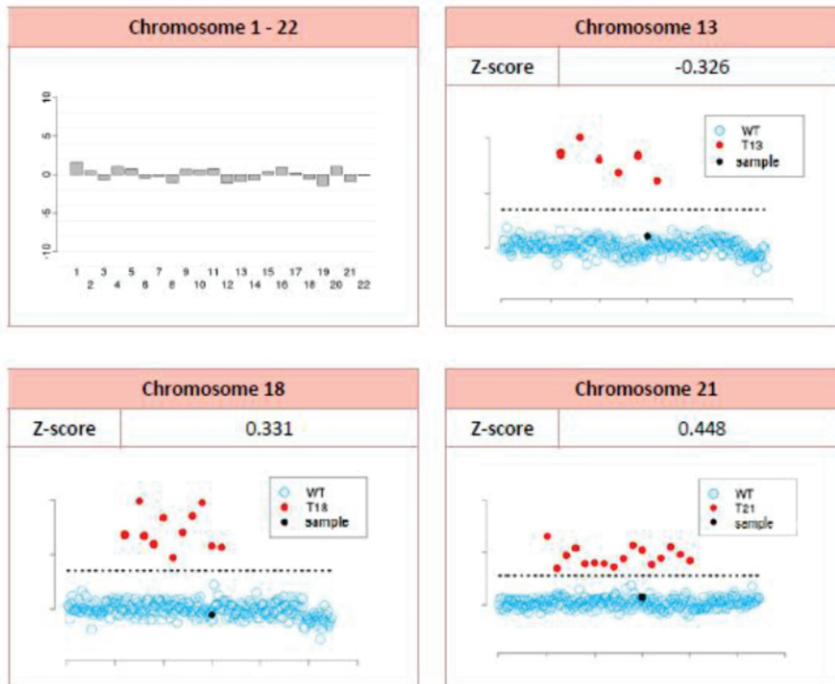 Chromosome 1 - 22
10
5
0
-5
-10
1 3 5 7 9 11 13 15 17 19 21
2 4 6 8 10 12 14 16 18 20 22
Chromosome 13
Z-score -0.326
WT
T13
sample
Chromosome 18
Z-score 0.331
WT
T18
sample
Chromosome 21
Z-score 0.448
WT
T21
sample